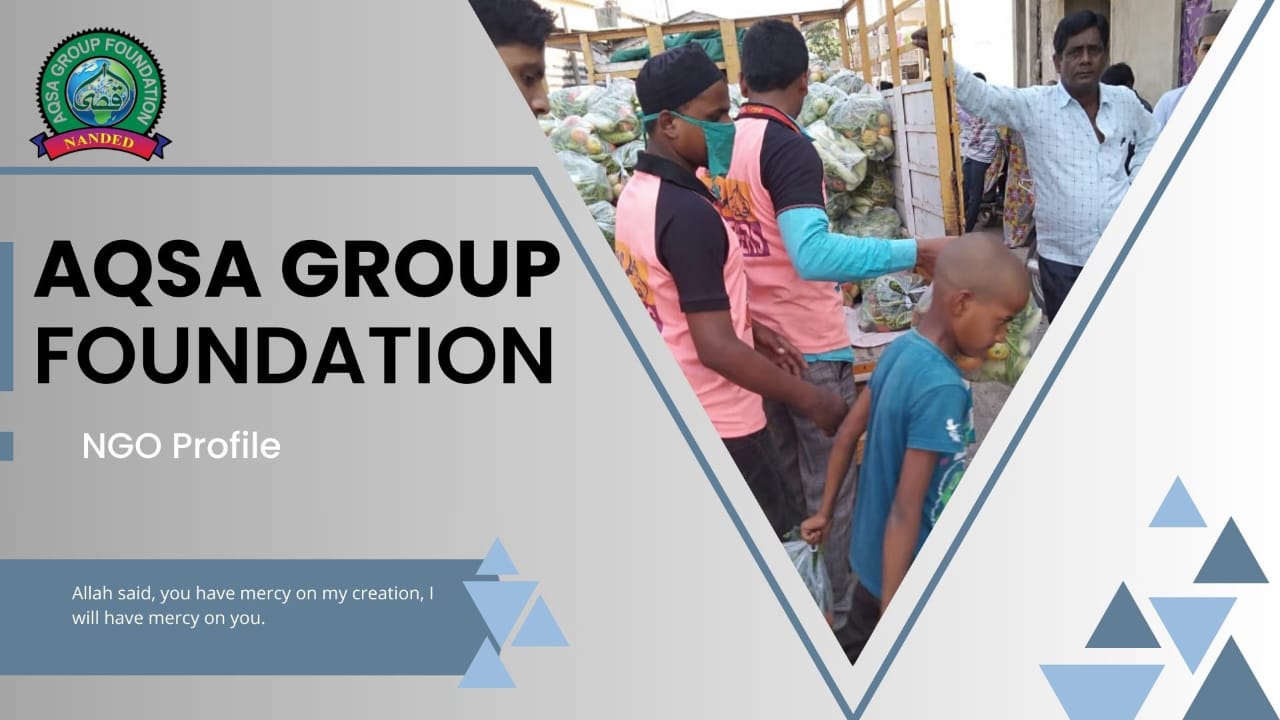 AQSA GROUP FOUNDATION
NANDED
AQSA GROUP
FOUNDATION
NGO Profile
Allah said, you have mercy on my creation, I
will have mercy on you.